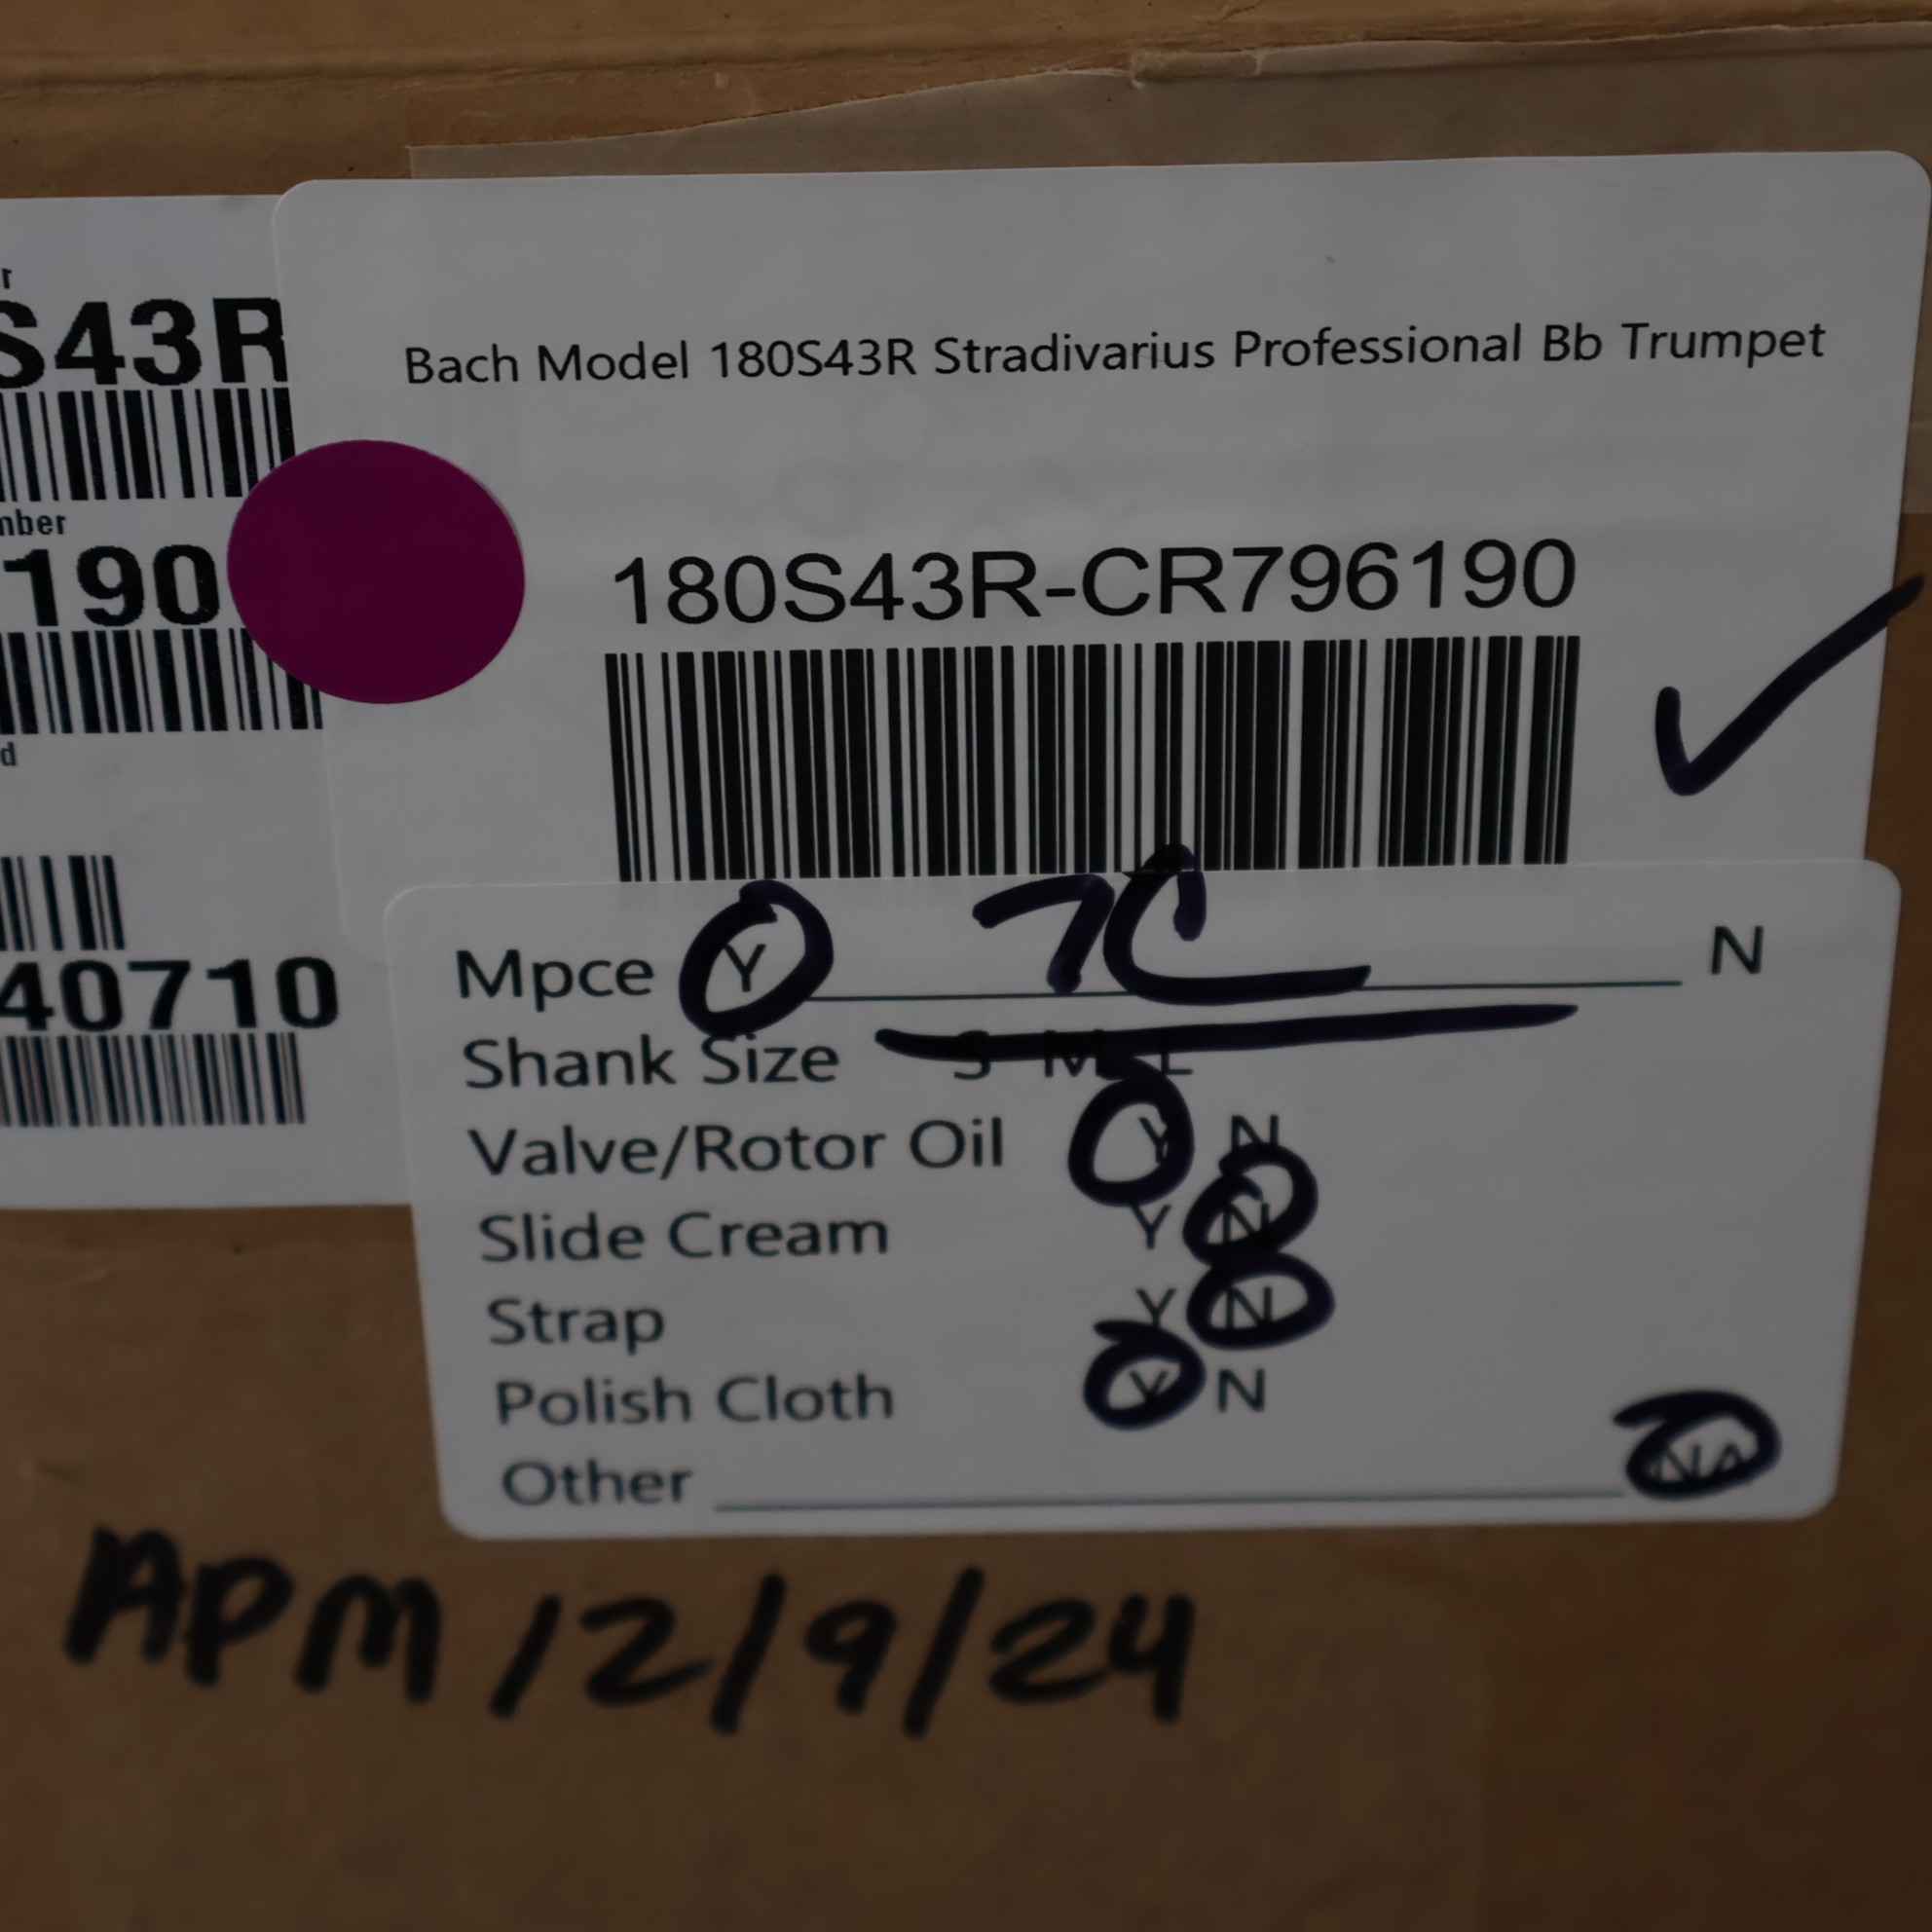 S43R
190
40710
Bach Model 180S43R Stradivarius Professional Bb Trumpet
180S43R-CR796190
Mpce Y 7C N
Shank Size S M L
Valve/Rotor Oil Y N
Slide Cream Y N
Strap Y N
Polish Cloth Y N
Other NA
APM 12/9/24